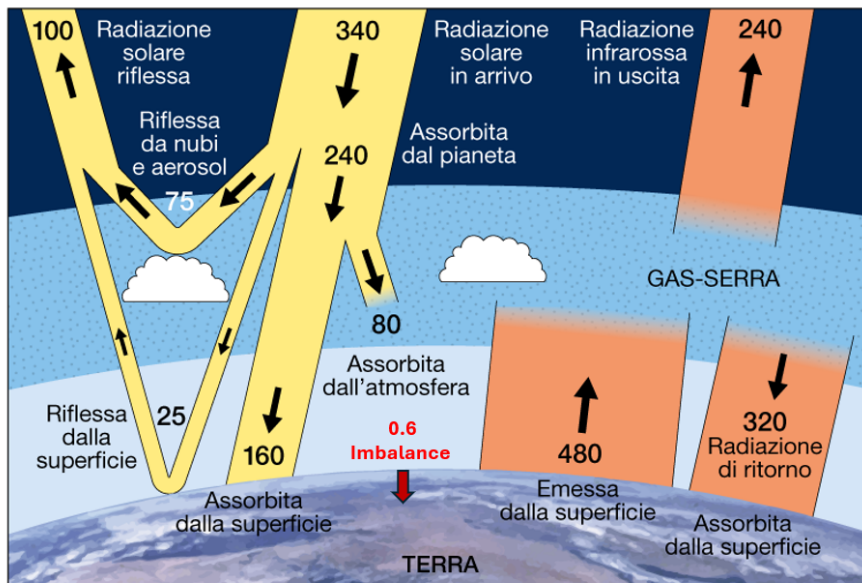 100
Radiazione
solare
riflessa
340
Radiazione
solare
in arrivo
Radiazione
infrarossa
in uscita
240
Riflessa
da nubi
e aerosol
75
240
Assorbita
dal pianeta
GAS-SERRA
80
Assorbita
dall'atmosfera
Riflessa
dalla
superficie
25
160
Assorbita
dalla superficie
0.6
Imbalance
480
Emessa
dalla superficie
320
Radiazione
di ritorno
Assorbita
dalla superficie
TERRA